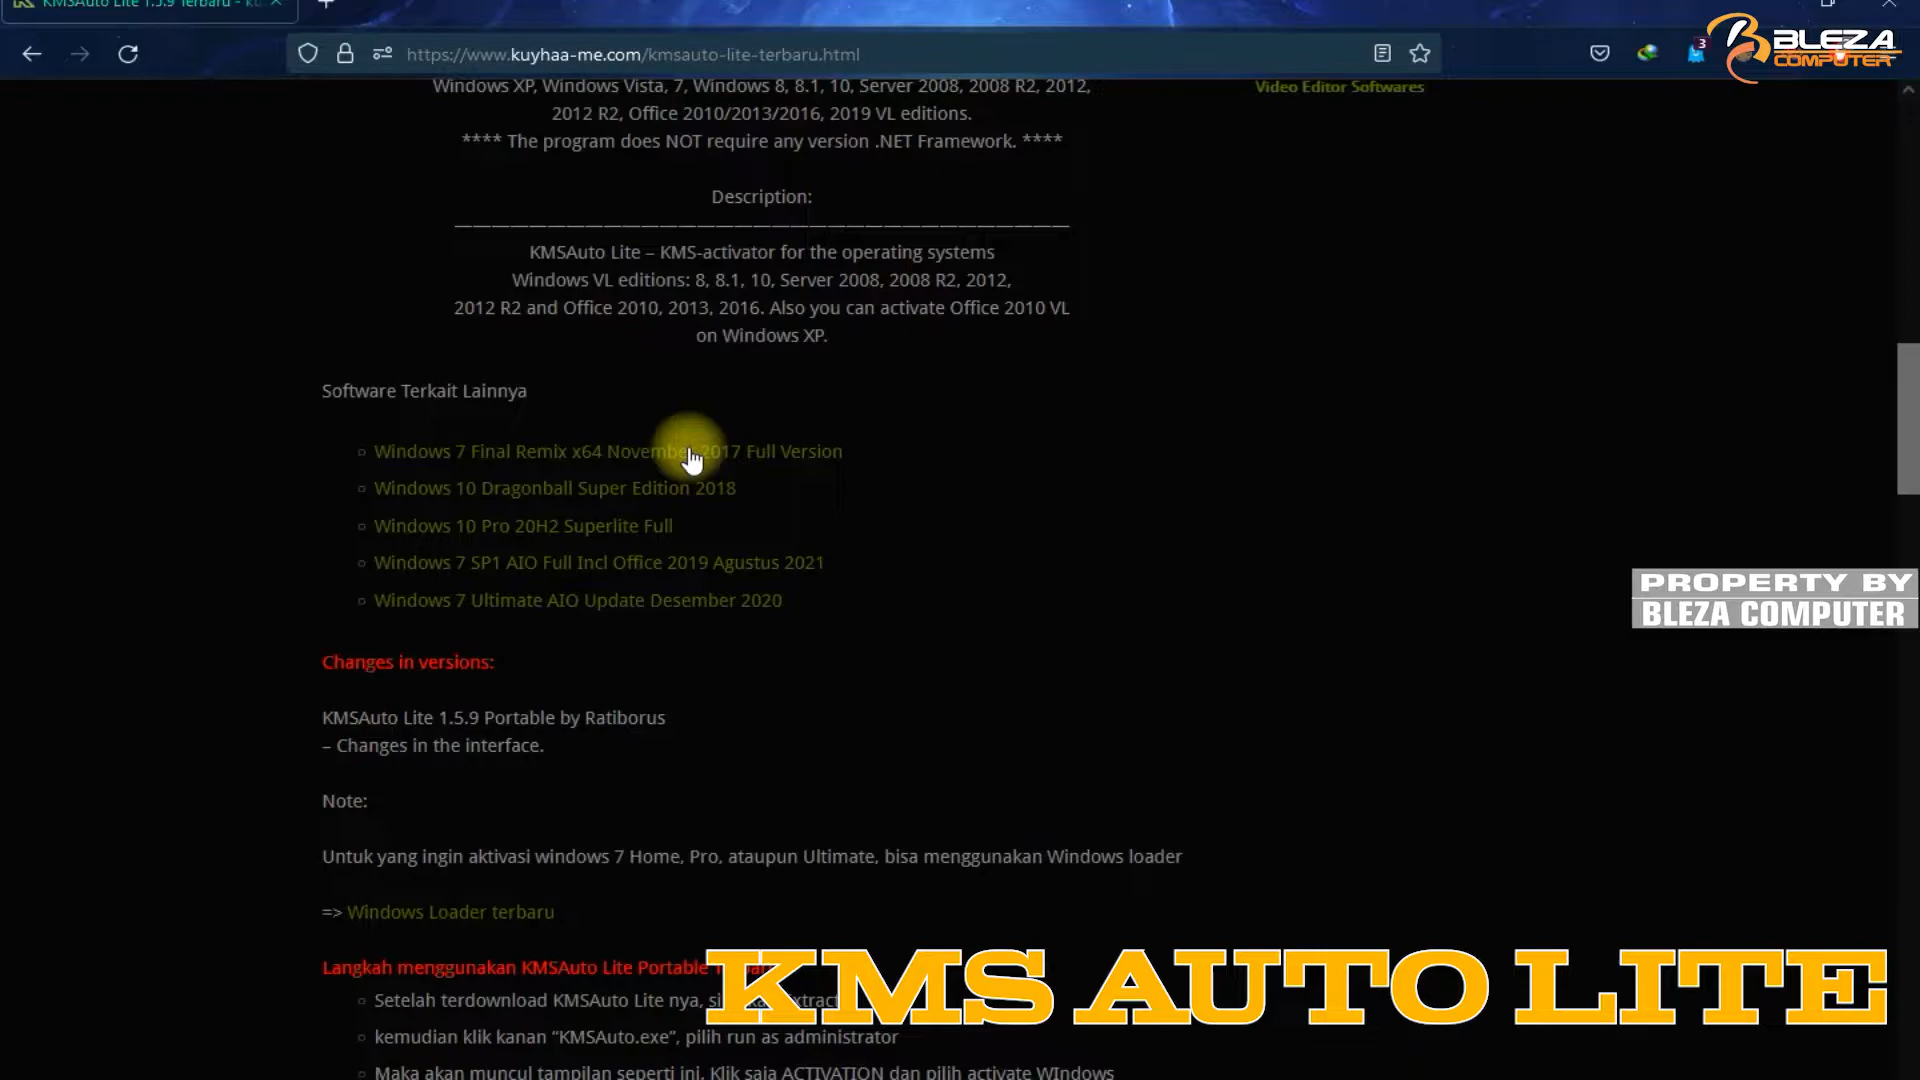 KMSAuto Lite 1.5.9 Terbaru - ku
https://www.kuyhaa-me.com/kmsauto-lite-terbaru.html
3
BLEZA
COMPUTER
Windows XP, Windows Vista, 7, Windows 8, 8.1, 10, Server 2008, 2008 R2, 2012,
2012 R2, Office 2010/2013/2016, 2019 VL editions.
**** The program does NOT require any version .NET Framework. ****
Video Editor Softwares
Description:
KMSAuto Lite – KMS-activator for the operating systems
Windows VL editions: 8, 8.1, 10, Server 2008, 2008 R2, 2012,
2012 R2 and Office 2010, 2013, 2016. Also you can activate Office 2010 VL
on Windows XP.
Software Terkait Lainnya
Windows 7 Final Remix x64 November 2017 Full Version
Windows 10 Dragonball Super Edition 2018
Windows 10 Pro 20H2 Superlite Full
Windows 7 SP1 AIO Full Incl Office 2019 Agustus 2021
Windows 7 Ultimate AIO Update Desember 2020
PROPERTY BY
BLEZA COMPUTER
Changes in versions:
KMSAuto Lite 1.5.9 Portable by Ratiborus
– Changes in the interface.
Note:
Untuk yang ingin aktivasi windows 7 Home, Pro, ataupun Ultimate, bisa menggunakan Windows loader
=> Windows Loader terbaru
Langkah menggunakan KMSAuto Lite Portable
Setelah terdownload KMSAuto Lite nya, Extract
kemudian klik kanan “KMSAuto.exe”, pilih run as administrator
Maka akan muncul tampilan seperti ini. Klik saja ACTIVATION dan pilih activate WIndows
KMS AUTO LITE